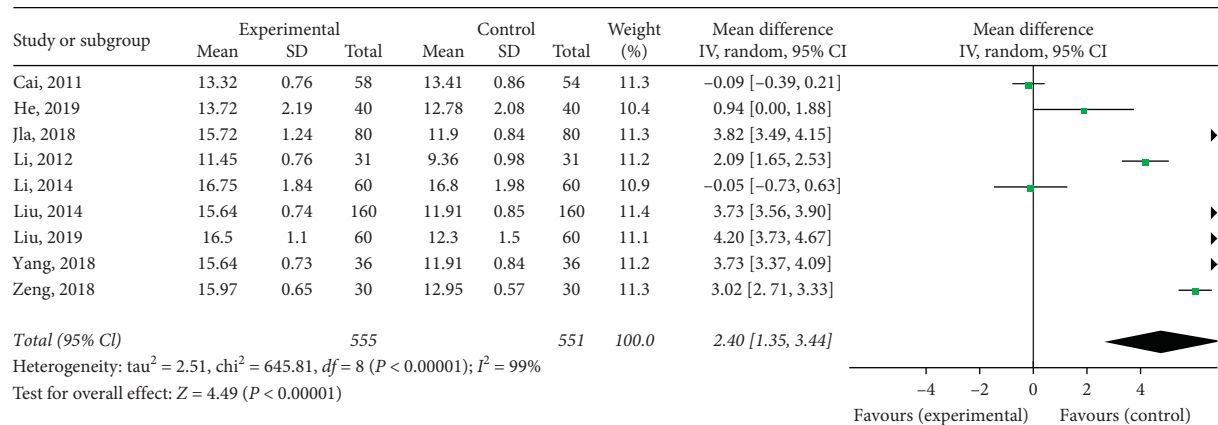 Study or subgroup Experimental Control Weight (%) Mean difference IV, random, 95% CI Mean difference IV, random, 95% CI
Mean SD Total Mean SD Total
Cai, 2011 13.32 0.76 58 13.41 0.86 54 11.3 –0.09 [–0.39, 0.21]
He, 2019 13.72 2.19 40 12.78 2.08 40 10.4 0.94 [0.00, 1.88]
Jla, 2018 15.72 1.24 80 11.9 0.84 80 11.3 3.82 [3.49, 4.15]
Li, 2012 11.45 0.76 31 9.36 0.98 31 11.2 2.09 [1.65, 2.53]
Li, 2014 16.75 1.84 60 16.8 1.98 60 10.9 –0.05 [–0.73, 0.63]
Liu, 2014 15.64 0.74 160 11.91 0.85 160 11.4 3.73 [3.56, 3.90]
Liu, 2019 16.5 1.1 60 12.3 1.5 60 11.1 4.20 [3.73, 4.67]
Yang, 2018 15.64 0.73 36 11.91 0.84 36 11.2 3.73 [3.37, 4.09]
Zeng, 2018 15.97 0.65 30 12.95 0.57 30 11.3 3.02 [2. 71, 3.33]
Total (95% Cl) 555 551 100.0 2.40 [1.35, 3.44]
Heterogeneity: tau² = 2.51, chi² = 645.81, df = 8 (P < 0.00001); I² = 99%
Test for overall effect: Z = 4.49 (P < 0.00001)
–4 –2 0 2 4
Favours (experimental) Favours (control)